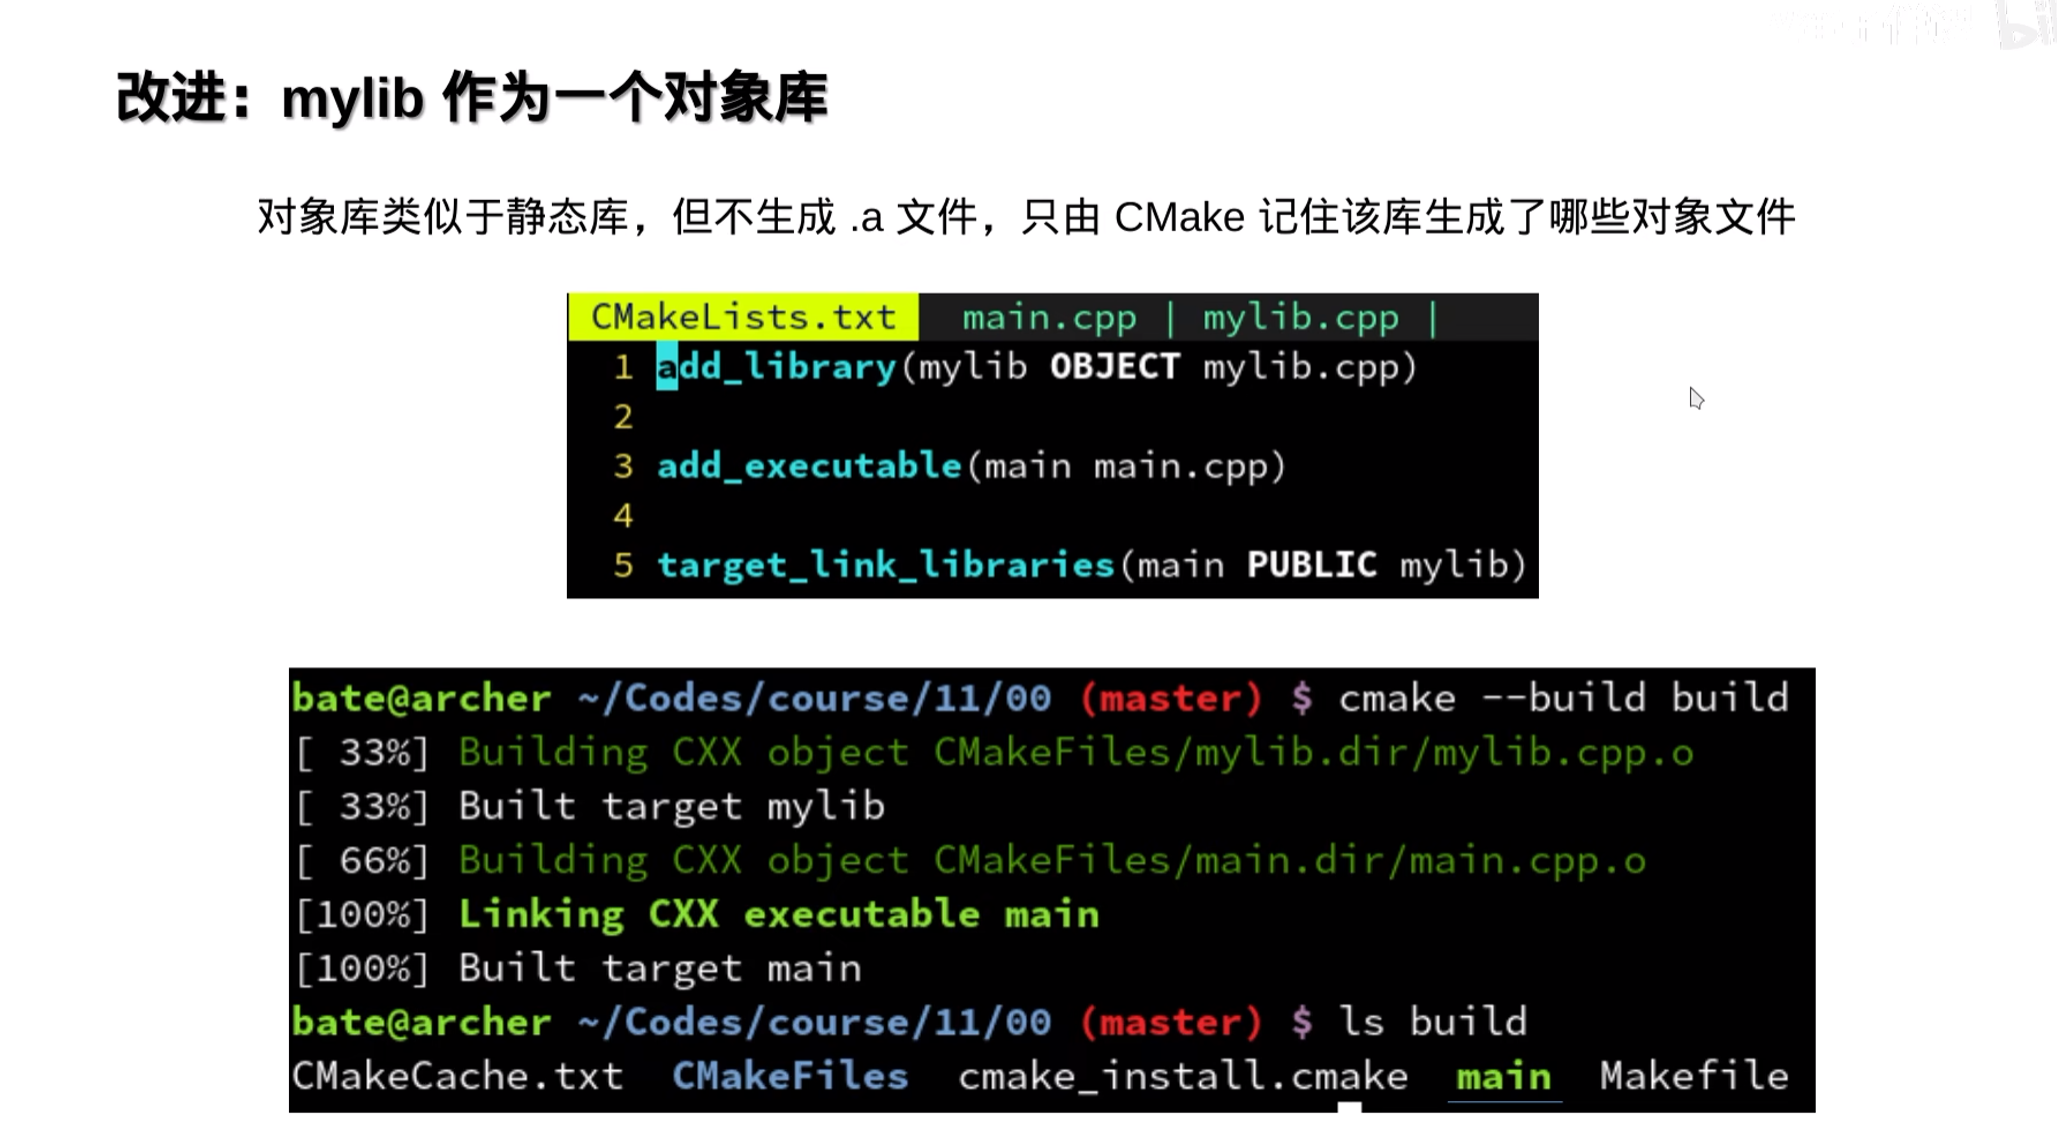 改进：mylib 作为一个对象库
对象库类似于静态库，但不生成 .a 文件，只由 CMake 记住该库生成了哪些对象文件
CMakeLists.txt main.cpp | mylib.cpp |
1 add_library(mylib OBJECT mylib.cpp)
2
3 add_executable(main main.cpp)
4
5 target_link_libraries(main PUBLIC mylib)
bate@archer ~/Codes/course/11/00 (master) $ cmake --build build
[ 33%] Building CXX object CMakeFiles/mylib.dir/mylib.cpp.o
[ 33%] Built target mylib
[ 66%] Building CXX object CMakeFiles/main.dir/main.cpp.o
[100%] Linking CXX executable main
[100%] Built target main
bate@archer ~/Codes/course/11/00 (master) $ ls build
CMakeCache.txt CMakeFiles cmake_install.cmake main Makefile